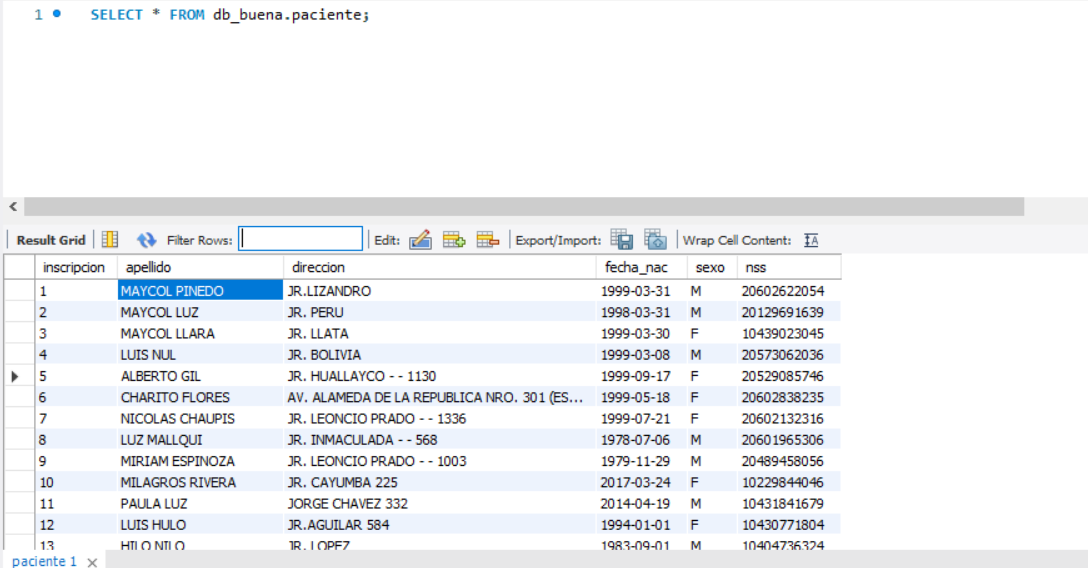 1 SELECT * FROM db_buena.paciente;
Result Grid Filter Rows: Edit: Export/Import: Wrap Cell Content: IA
inscripcion apellido direccion fecha_nac sexo nss
1 MAYCOL PINEDO JR.LIZANDRO 1999-03-31 M 20602622054
2 MAYCOL LUZ JR. PERU 1998-03-31 M 20129691639
3 MAYCOL LLARA JR. LLATA 1999-03-30 F 10439023045
4 LUIS NUL JR. BOLIVIA 1999-03-08 M 20573062036
5 ALBERTO GIL JR. HUALLAYCO - - 1130 1999-09-17 F 20529085746
6 CHARITO FLORES AV. ALAMEDA DE LA REPUBLICA NRO. 301 (ES... 1999-05-18 F 20602838235
7 NICOLAS CHAUPIS JR. LEONCIO PRADO - - 1336 1999-07-21 F 20602132316
8 LUZ MALLQUI JR. INMACULADA - - 568 1978-07-06 M 20601965306
9 MIRIAM ESPINOZA JR. LEONCIO PRADO - - 1003 1979-11-29 M 20489458056
10 MILAGROS RIVERA JR. CAYUMBA 225 2017-03-24 F 10229844046
11 PAULA LUZ JORGE CHAVEZ 332 2014-04-19 M 10431841679
12 LUIS HULO JR.AGUILAR 584 1994-01-01 F 10430771804
13 HILO NILO JR. LOPEZ 1983-09-01 M 10404736324
paciente 1